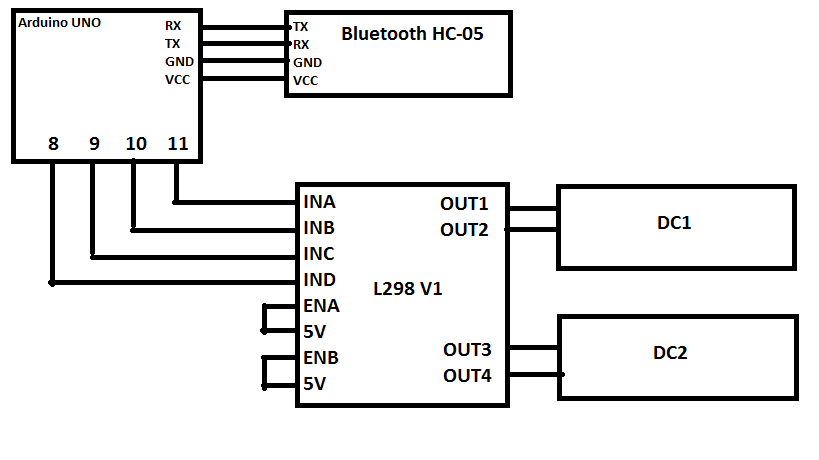 Arduino UNO
RX
TX
GND
VCC
8 9 10 11
TX
RX
GND
VCC
Bluetooth HC-05
INA
INB
INC
IND
ENA
5V
ENB
5V
L298 V1
OUT1
OUT2
OUT3
OUT4
DC1
DC2